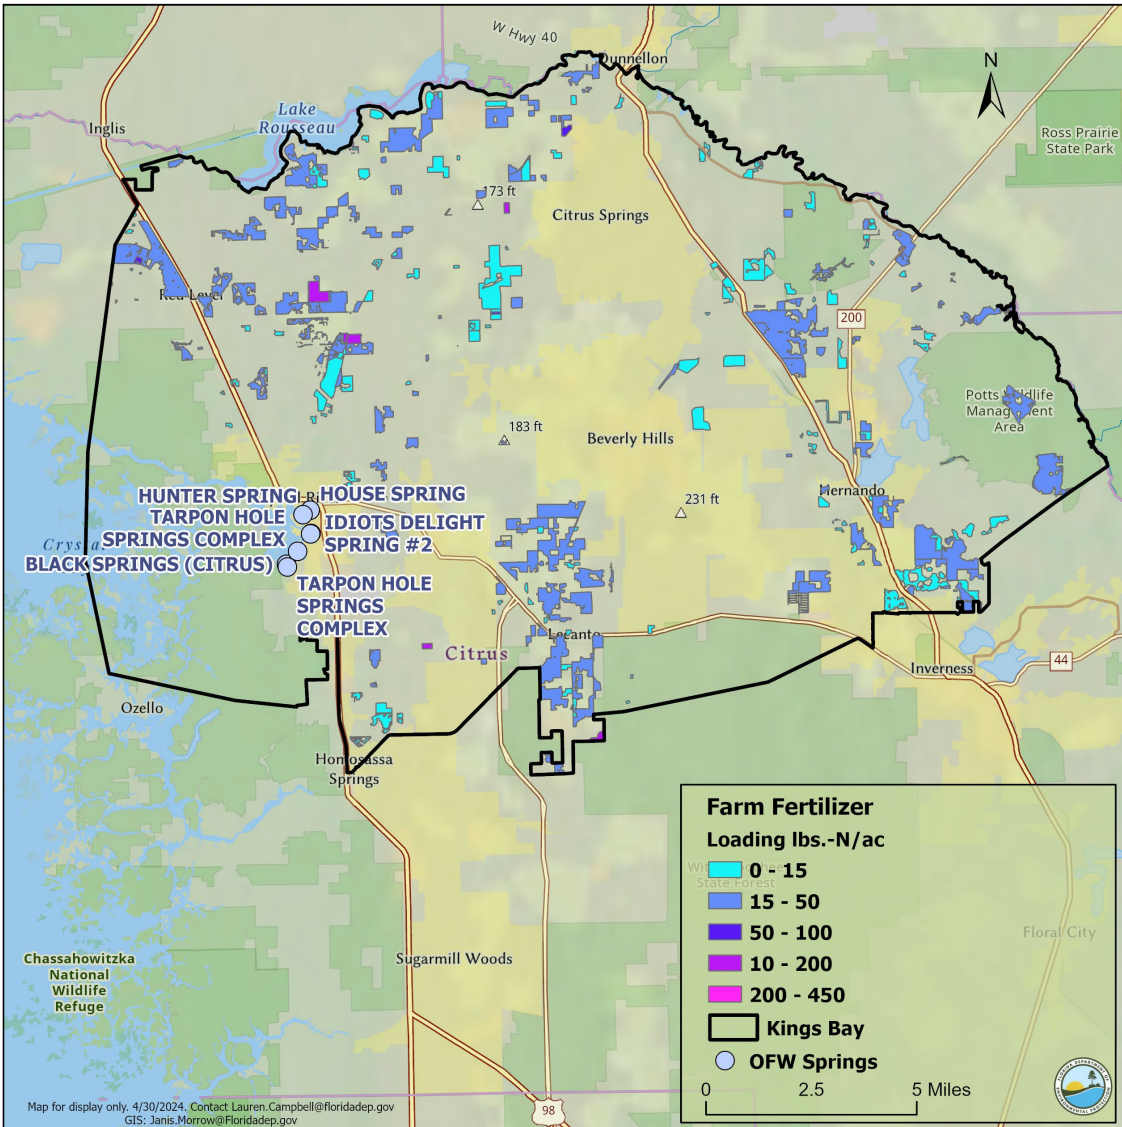 W Hwy 40
Dunnellon
N
Lake
Rousseau
Inglis
Ross Prairie
State Park
173 ft
Citrus Springs
Red Level
200
Potts Wildlife
Management
Area
183 ft
Beverly Hills
231 ft
Hernando
HUNTER SPRING
HOUSE SPRING
TARPON HOLE
SPRINGS COMPLEX
IDIOTS DELIGHT
SPRING #2
BLACK SPRINGS (CITRUS)
TARPON HOLE
SPRINGS
COMPLEX
Lecanto
Citrus
44
Inverness
Ozello
Homosassa
Springs
Farm Fertilizer
Loading lbs.-N/ac
0 - 15
State Forest
15 - 50
50 - 100
Floral City
10 - 200
200 - 450
Kings Bay
OFW Springs
Sugarmill Woods
Chassahowitzka
National
Wildlife
Refuge
0 2.5 5 Miles
Map for display only. 4/30/2024. Contact Lauren.Campbell@floridadep.gov
GIS: Janis.Morrow@Floridadep.gov
98